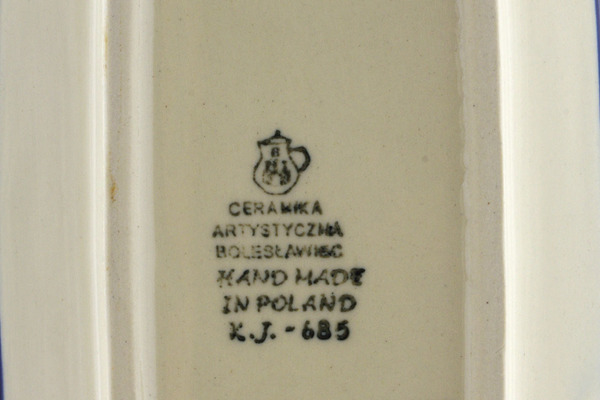 B
CERAMIKA
ARTYSTYCZNA
BOLESŁAWIEC
HAND MADE
IN POLAND
K.J. - 685